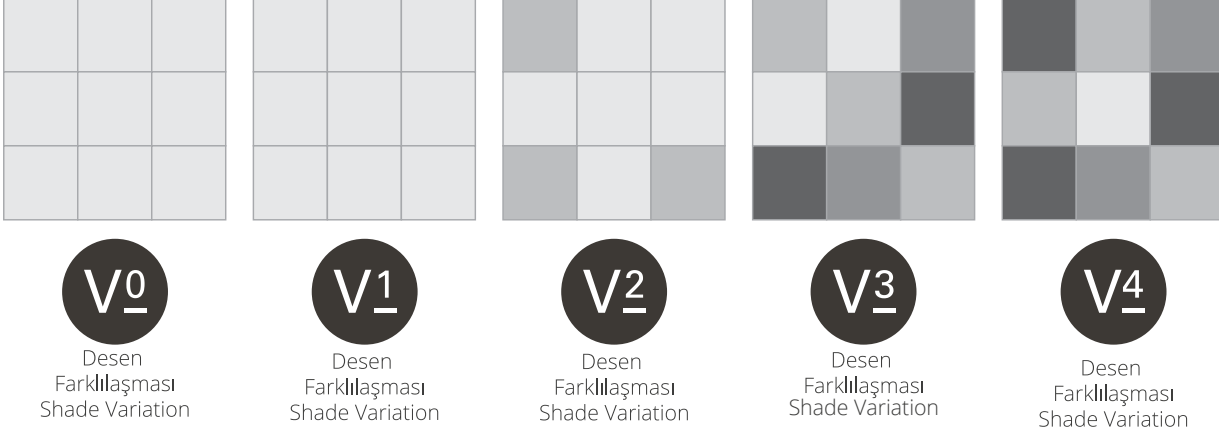 V0
Desen
Farklılaşması
Shade Variation
V1
Desen
Farklılaşması
Shade Variation
V2
Desen
Farklılaşması
Shade Variation
V3
Desen
Farklılaşması
Shade Variation
V4
Desen
Farklılaşması
Shade Variation